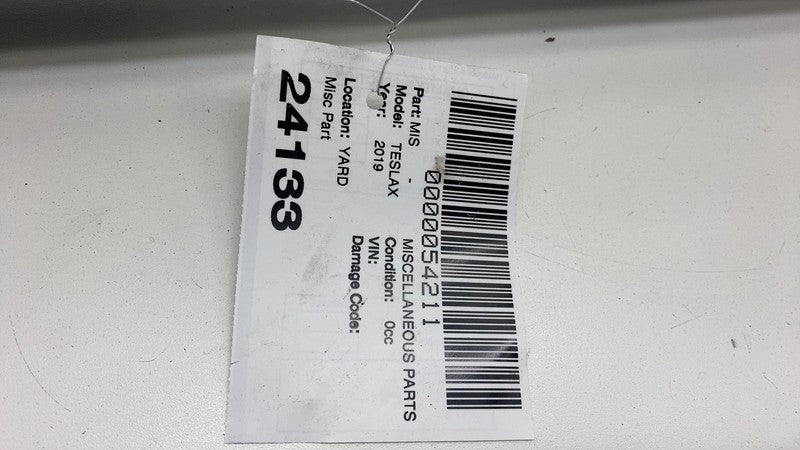 0000054211
Part: MIS - MISCELLANEOUS PARTS
Model: TESLAX Condition: 0cc
Year: 2019 VIN:
Damage Code:
Location: YARD
Misc Part
24133